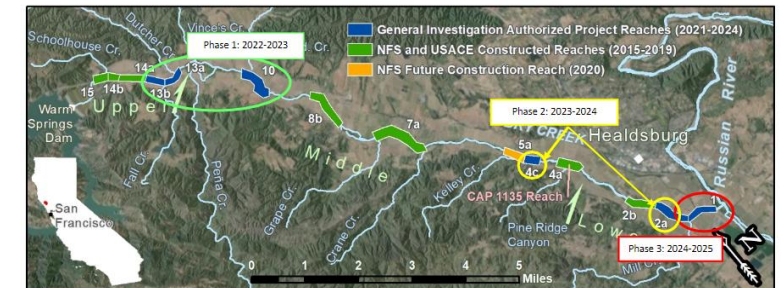 Dutcher Cr.
Vince's Cr.
Schoolhouse Cr.
Phase 1: 2022-2023
d. Cr.
General Investigation Authorized Project Reaches (2021-2024)
NFS and USACE Constructed Reaches (2015-2019)
NFS Future Construction Reach (2020)
14a
13a
10
15
14b
13b
Upper
Warm
Springs
Dam
Fall Cr.
Peña Cr.
8b
7a
Middle
Grape Cr.
Crane Cr.
Kelley Cr.
Phase 2: 2023-2024
CREEK
Healdsburg
Russian River
5a
4c
4a
CAP 1135 Reach
Pine Ridge
Canyon
2b
2a
1
Low
Phase 3: 2024-2025
Mill Cr.
San
Francisco
0 1 2 3 4 5
Miles
N